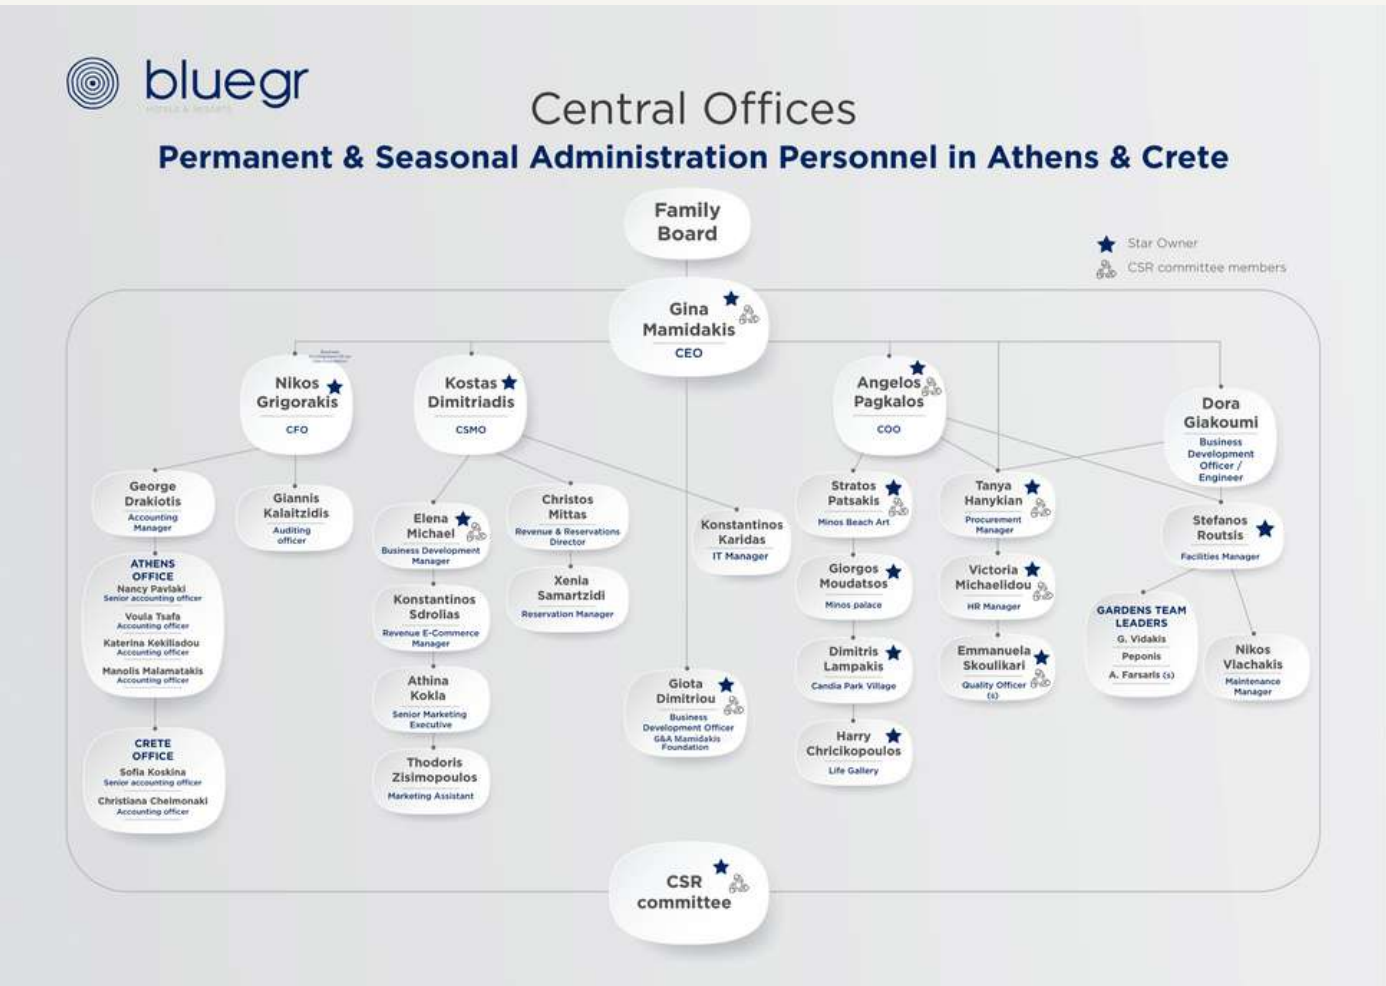 bluegr
HOTELS & RESORTS
Central Offices
Permanent & Seasonal Administration Personnel in Athens & Crete
Family
Board
Star Owner
CSR committee members
Gina
Mamidakis
CEO
Nikos
Grigorakis
CFO
Kostas
Dimitriadis
CSMO
Angelos
Pagkalos
COO
Dora
Giakoumi
Business
Development
Officer /
Engineer
George
Drakiotis
Accounting
Manager
Giannis
Kalaitzidis
Auditing
officer
ATHENS
OFFICE
Nancy Pavlaki
Senior accounting officer
Voula Tsafa
Accounting officer
Katerina Kekiliadou
Accounting officer
Manolis Malamatakis
Accounting officer
CRETE
OFFICE
Sofia Koskina
Senior accounting officer
Christiana Cheimonaki
Accounting officer
Elena
Michael
Business Development
Manager
Konstantinos
Sdrolias
Revenue E-Commerce
Manager
Athina
Kokla
Senior Marketing
Executive
Thodoris
Zisimopoulos
Marketing Assistant
Christos
Mittas
Revenue & Reservations
Director
Xenia
Samartzidi
Reservation Manager
Konstantinos
Karidas
IT Manager
Giota
Dimitriou
Business
Development Officer
G&A Mamidakis
Foundation
Stratos
Patsakis
Minos Beach Art
Giorgos
Moudatsos
Minos palace
Dimitris
Lampakis
Candia Park Village
Harry
Chricikopoulos
Life Gallery
Tanya
Hanykian
Procurement
Manager
Victoria
Michaelidou
HR Manager
Emmanuela
Skoulikari
Quality Officer
(s)
Stefanos
Routsis
Facilities Manager
GARDENS TEAM
LEADERS
G. Vidakis
Peponis
A. Farsaris (s)
Nikos
Vlachakis
Maintenance
Manager
CSR
committee